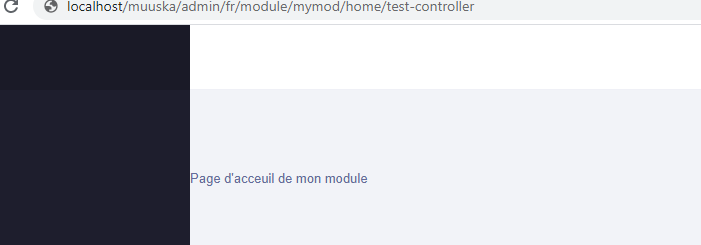 localhost/muuska/admin/fr/module/mymod/home/test-controller
Page d'acceuil de mon module